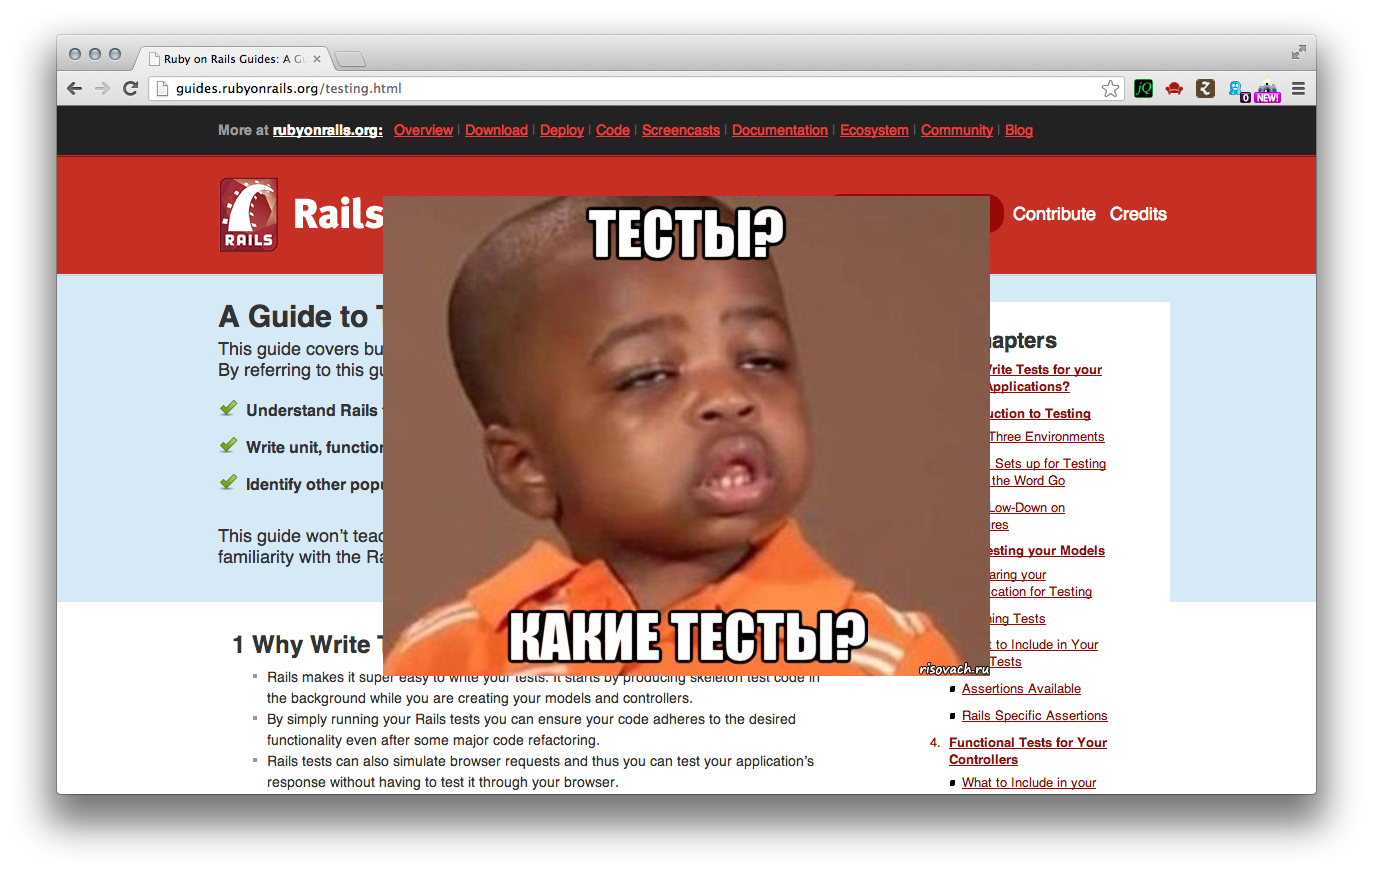 Ruby on Rails Guides: A G
guides.rubyonrails.org/testing.html
jQ
0
NEW!
More at rubyonrails.org: Overview | Download | Deploy | Code | Screencasts | Documentation | Ecosystem | Community | Blog
RAILS
Rails
Contribute Credits
ТЕСТЫ?
КАКИЕ ТЕСТЫ?
risovach.ru
A Guide to T
This guide covers bu
By referring to this gu
Understand Rails
Write unit, function
Identify other popu
This guide won't teac
familiarity with the Ra
1 Why Write T
Rails makes it super easy to write your tests. It starts by producing skeleton test code in
the background while you are creating your models and controllers.
By simply running your Rails tests you can ensure your code adheres to the desired
functionality even after some major code refactoring.
Rails tests can also simulate browser requests and thus you can test your application's
response without having to test it through your browser.
apters
Write Tests for your
Applications?
uction to Testing
Three Environments
Sets up for Testing
the Word Go
Low-Down on
res
esting your Models
aring your
cation for Testing
ning Tests
t to Include in Your
Tests
Assertions Available
Rails Specific Assertions
4. Functional Tests for Your
Controllers
What to Include in your